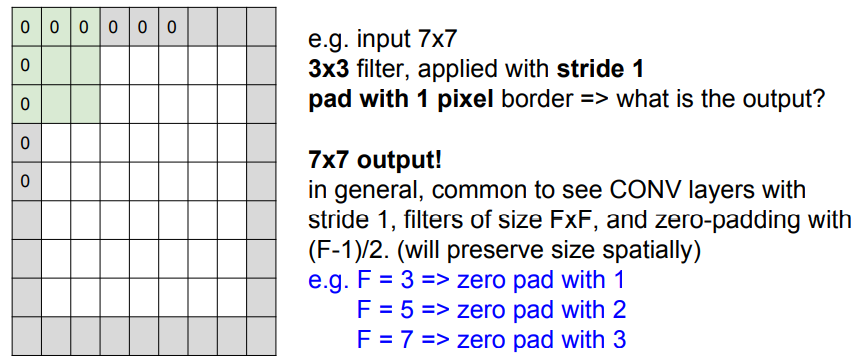 0 0 0 0 0 0
0
0
0
0
e.g. input 7x7
3x3 filter, applied with stride 1
pad with 1 pixel border => what is the output?
7x7 output!
in general, common to see CONV layers with
stride 1, filters of size FxF, and zero-padding with
(F-1)/2. (will preserve size spatially)
e.g. F = 3 => zero pad with 1
F = 5 => zero pad with 2
F = 7 => zero pad with 3